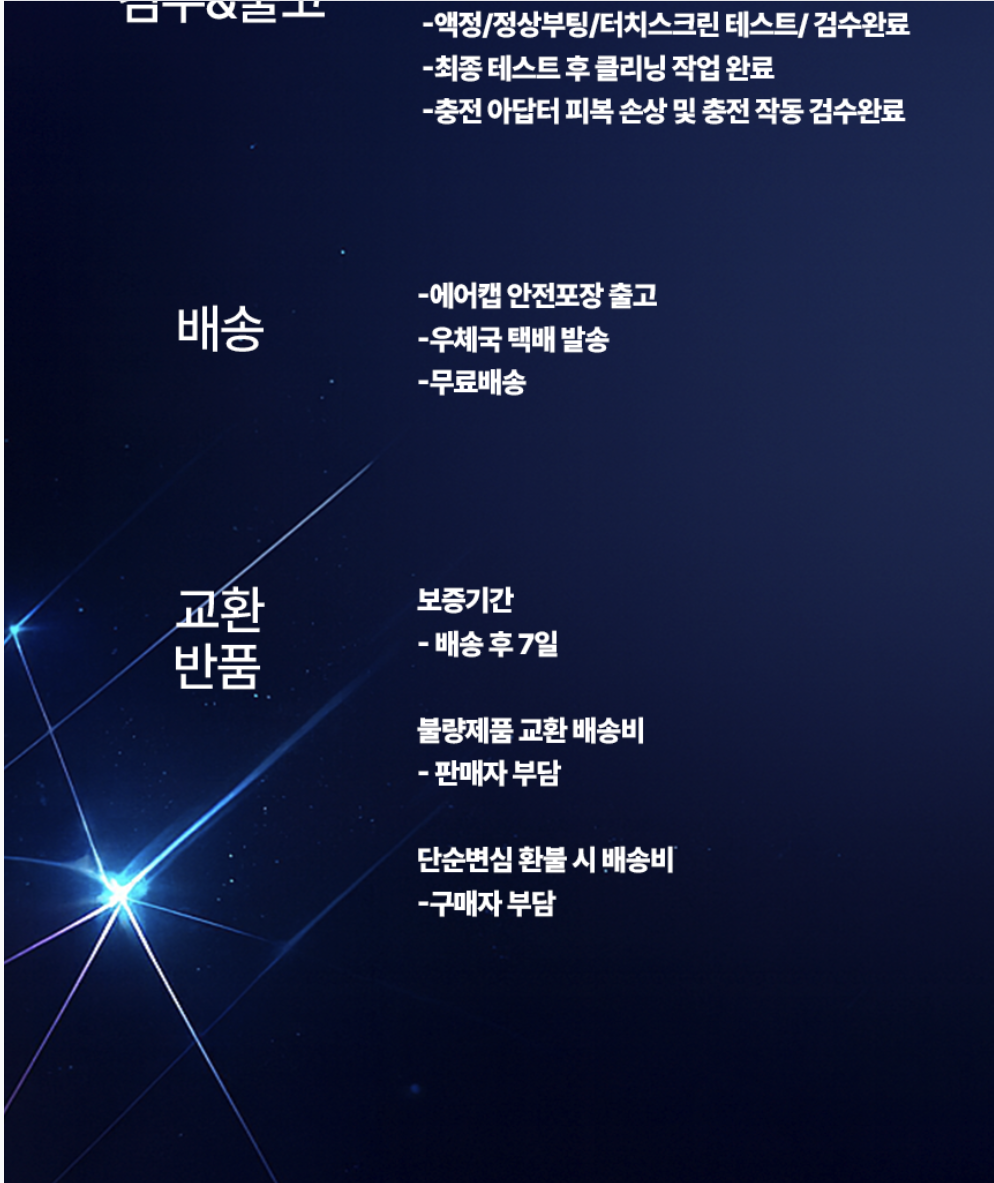 검수&출고
-액정/정상부팅/터치스크린 테스트/ 검수완료
-최종 테스트 후 클리닝 작업 완료
-충전 아답터 피복 손상 및 충전 작동 검수완료
배송
-에어캡 안전포장 출고
-우체국 택배 발송
-무료배송
교환
반품
보증기간
- 배송 후 7일
불량제품 교환 배송비
- 판매자 부담
단순변심 환불 시 배송비
-구매자 부담